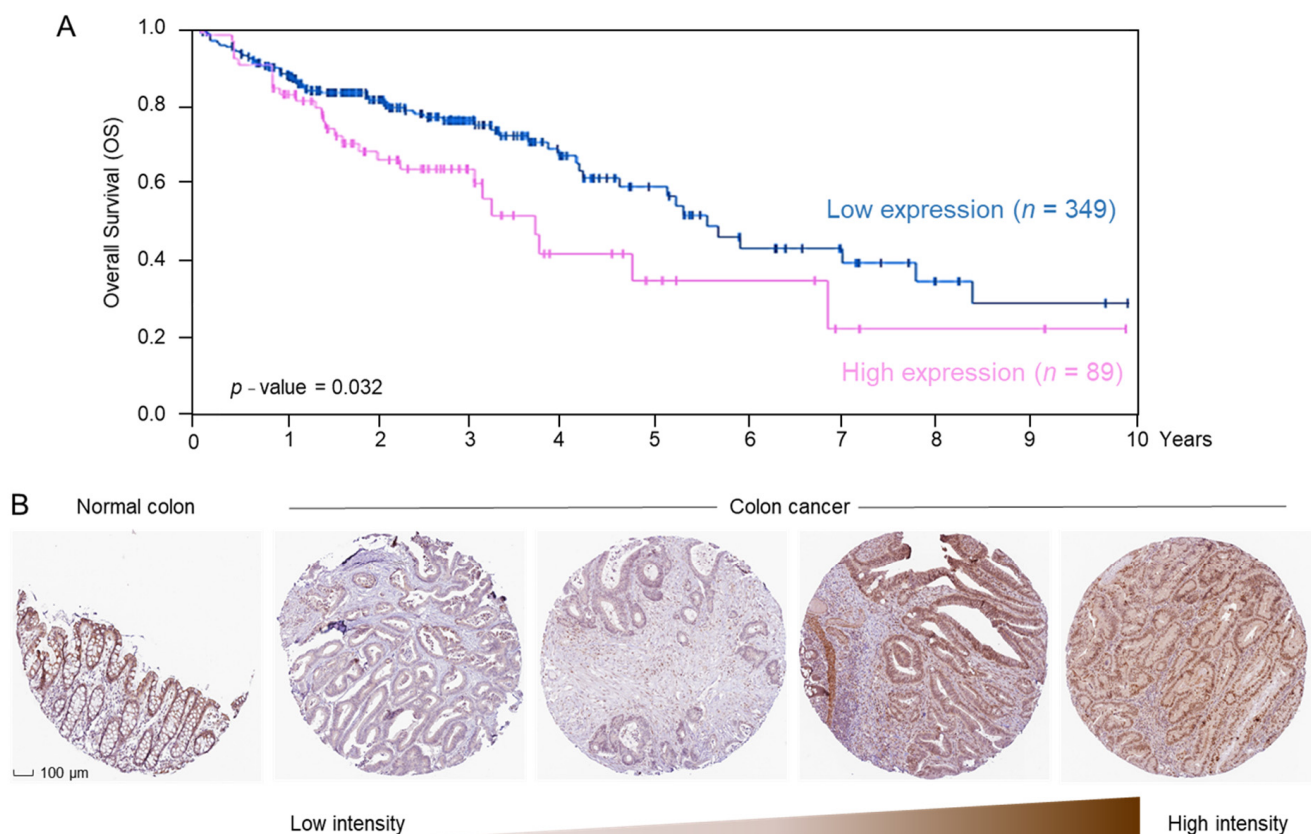 A
Overall Survival (OS)
1.0
0.8
0.6
0.4
0.2
0.0
Low expression (n = 349)
High expression (n = 89)
p - value = 0.032
0 1 2 3 4 5 6 7 8 9 10 Years
B
Normal colon
Colon cancer
100 µm
Low intensity
High intensity